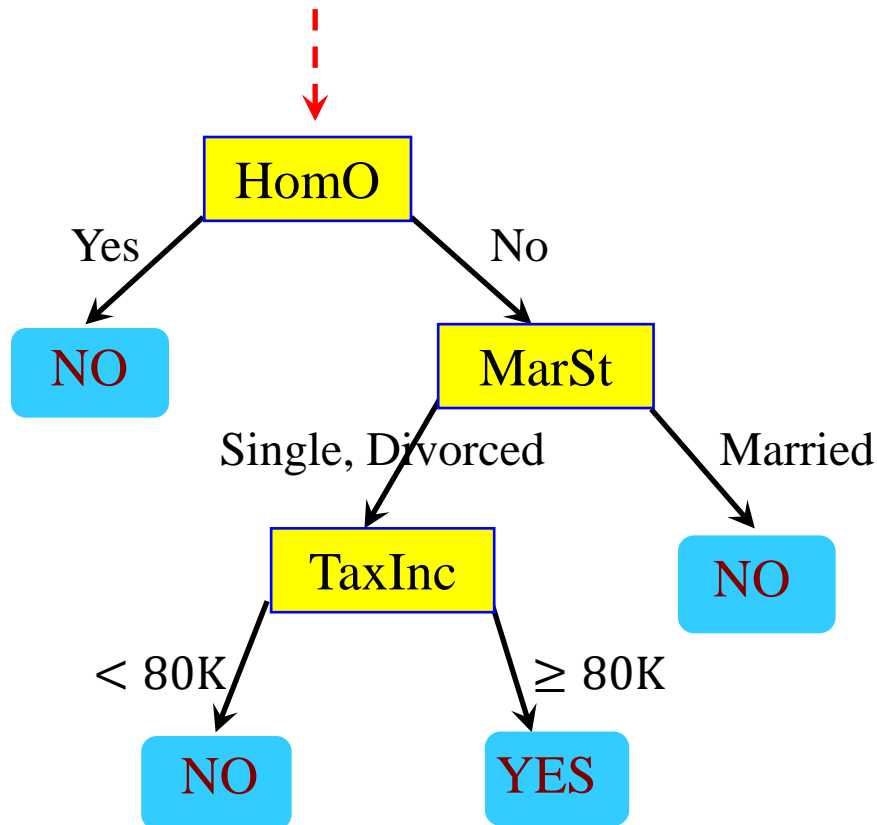 HomO
Yes
No
NO
MarSt
Single, Divorced
Married
TaxInc
NO
< 80K
≥ 80K
NO
YES